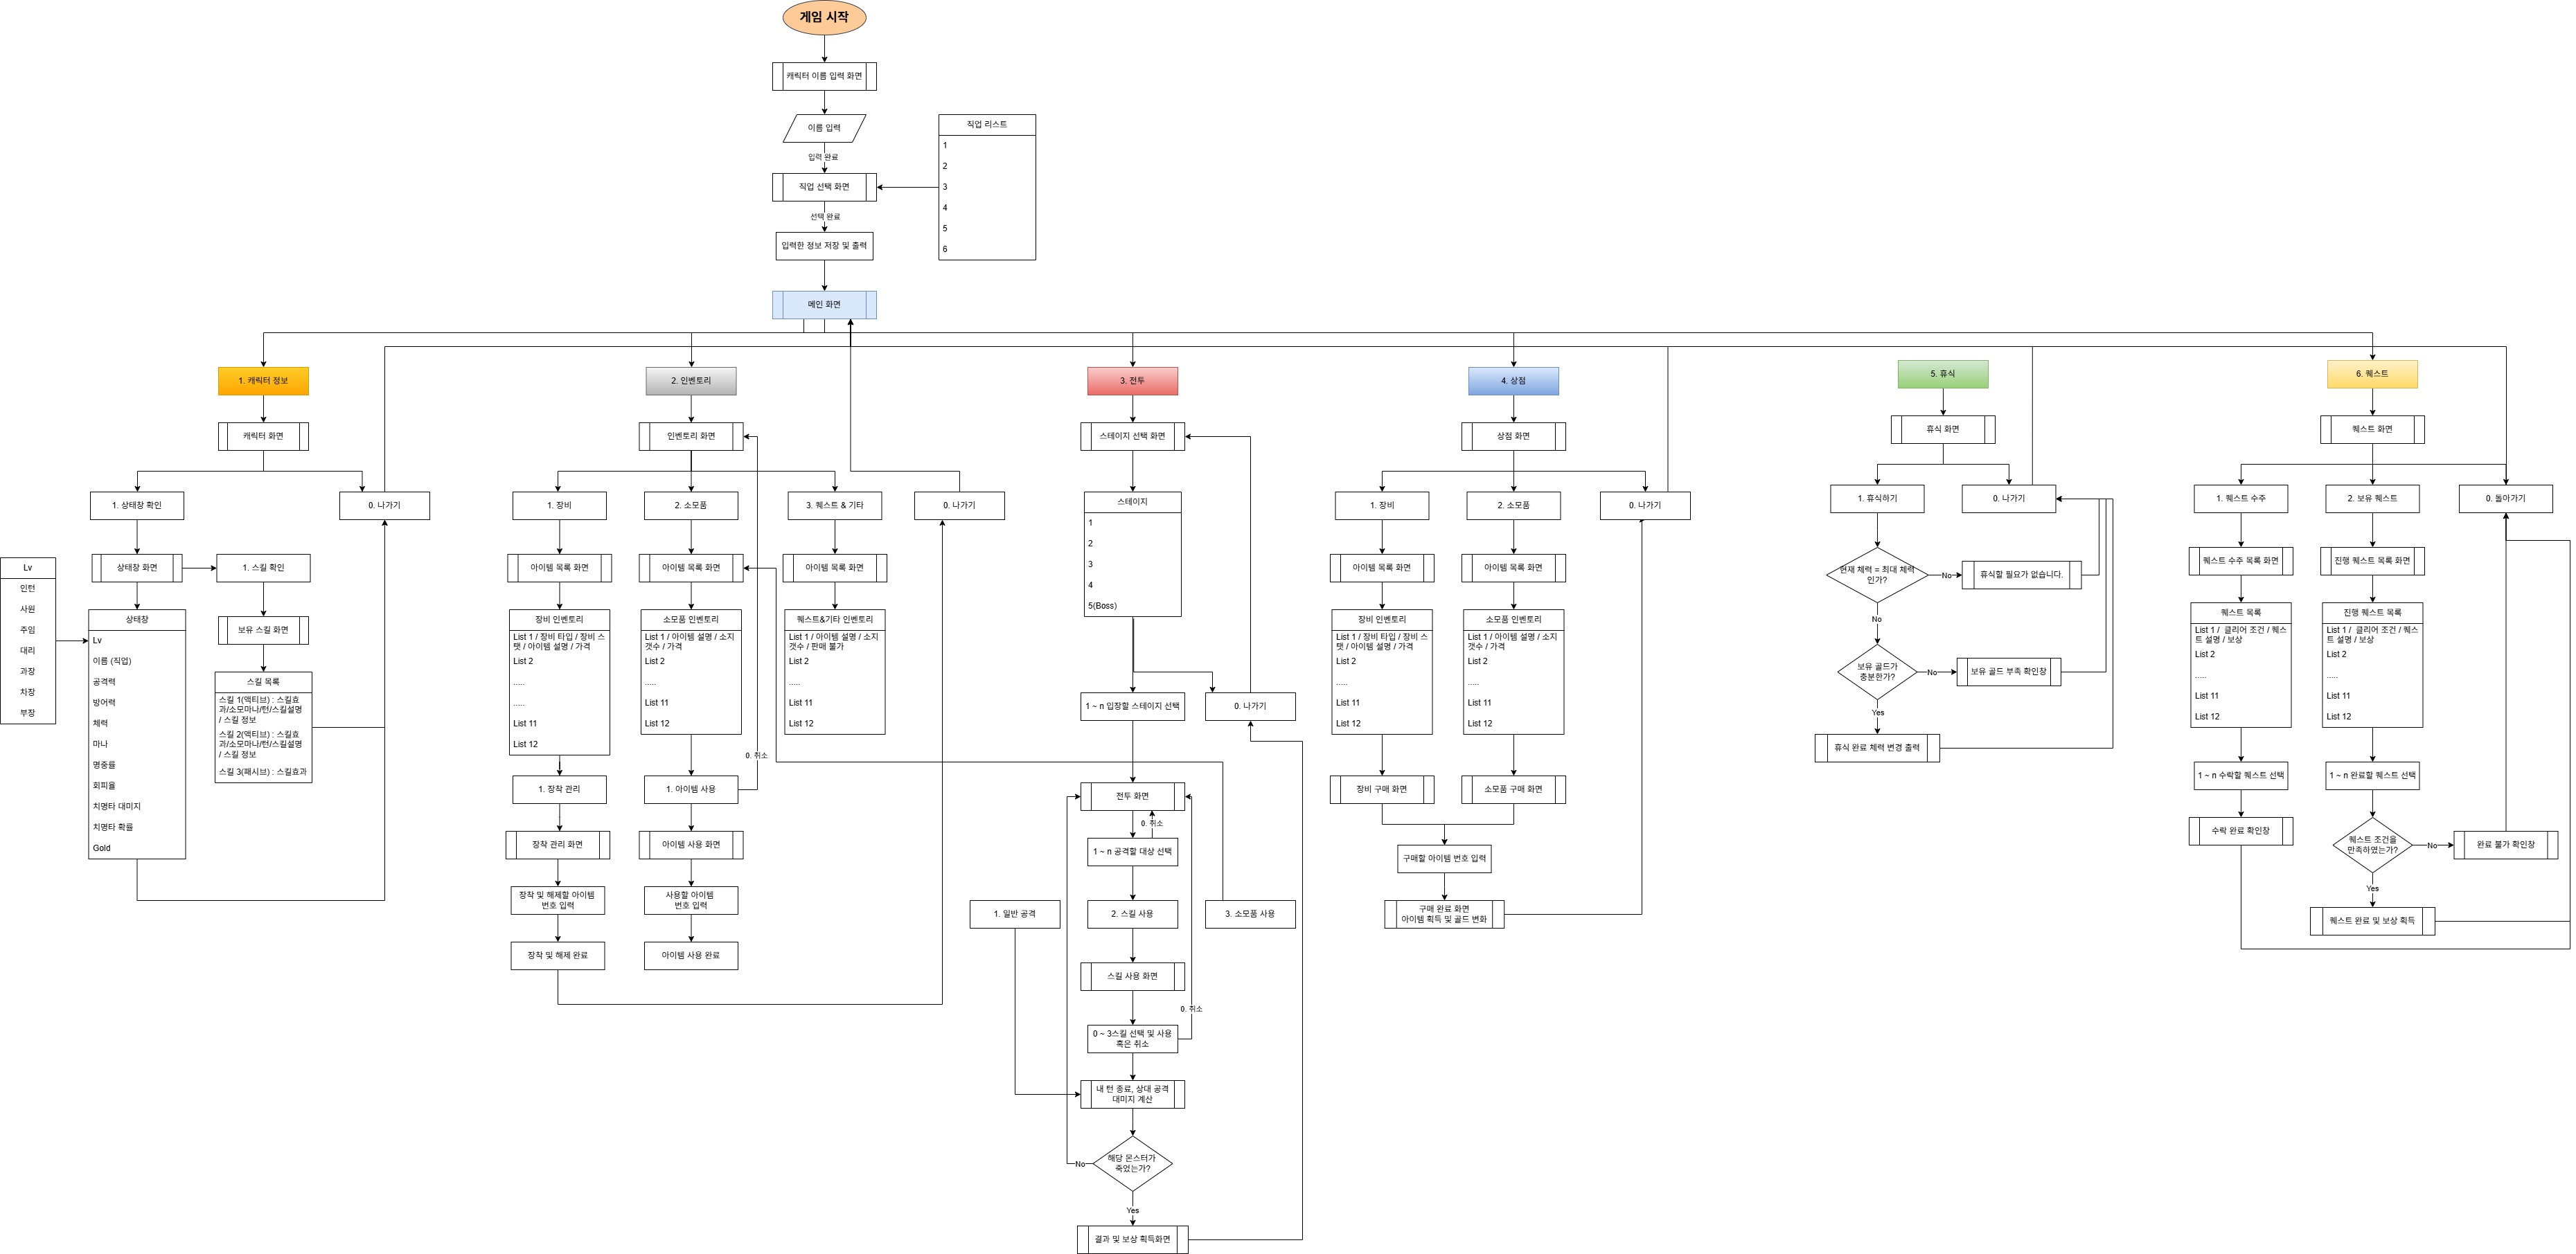 게임 시작
캐릭터 이름 입력 화면
이름 입력
입력 완료
직업 선택 화면
선택 완료
입력한 정보 저장 및 출력
메인 화면
직업 리스트
1
2
3
4
5
6
1. 캐릭터 정보
캐릭터 화면
1. 상태창 확인
0. 나가기
상태창 화면
1. 스킬 확인
Lv
인턴
사원
주임
대리
과장
차장
부장
상태창
Lv
이름 (직업)
공격력
방어력
체력
마나
명중률
회피율
치명타 대미지
치명타 확률
Gold
보유 스킬 화면
스킬 목록
스킬 1(액티브) : 스킬효
과/소모마나/턴/스킬설명
/ 스킬 정보
스킬 2(액티브) : 스킬효
과/소모마나/턴/스킬설명
/ 스킬 정보
스킬 3(패시브) : 스킬효과
2. 인벤토리
인벤토리 화면
1. 장비
2. 소모품
3. 퀘스트 & 기타
0. 나가기
아이템 목록 화면
아이템 목록 화면
아이템 목록 화면
장비 인벤토리
List 1 / 장비 타입 / 장비 스
탯 / 아이템 설명 / 가격
List 2
.....
.....
List 11
List 12
소모품 인벤토리
List 1 / 아이템 설명 / 소지
갯수 / 가격
List 2
.....
List 11
List 12
퀘스트&기타 인벤토리
List 1 / 아이템 설명 / 소지
갯수 / 판매 불가
List 2
.....
List 11
List 12
0. 취소
1. 장착 관리
장착 관리 화면
장착 및 해제할 아이템
번호 입력
장착 및 해제 완료
1. 아이템 사용
아이템 사용 화면
사용할 아이템
번호 입력
아이템 사용 완료
3. 전투
스테이지 선택 화면
스테이지
1
2
3
4
5(Boss)
1 ~ n 입장할 스테이지 선택
0. 나가기
전투 화면
0. 취소
1 ~ n 공격할 대상 선택
1. 일반 공격
2. 스킬 사용
3. 소모품 사용
스킬 사용 화면
0. 취소
0 ~ 3스킬 선택 및 사용
혹은 취소
내 턴 종료, 상대 공격
대미지 계산
해당 몬스터가
죽었는가?
No
Yes
결과 및 보상 획득화면
4. 상점
상점 화면
1. 장비
2. 소모품
0. 나가기
아이템 목록 화면
아이템 목록 화면
장비 인벤토리
List 1 / 장비 타입 / 장비 스
탯 / 아이템 설명 / 가격
List 2
.....
List 11
List 12
소모품 인벤토리
List 1 / 아이템 설명 / 소지
갯수 / 가격
List 2
.....
List 11
List 12
장비 구매 화면
소모품 구매 화면
구매할 아이템 번호 입력
구매 완료 화면
아이템 획득 및 골드 변화
5. 휴식
휴식 화면
1. 휴식하기
0. 나가기
현재 체력 = 최대 체력
인가?
No
휴식할 필요가 없습니다.
No
보유 골드가
충분한가?
No
보유 골드 부족 확인창
Yes
휴식 완료 체력 변경 출력
6. 퀘스트
퀘스트 화면
1. 퀘스트 수주
2. 보유 퀘스트
0. 돌아가기
퀘스트 수주 목록 화면
진행 퀘스트 목록 화면
퀘스트 목록
List 1 /  클리어 조건 / 퀘스
트 설명 / 보상
List 2
.....
List 11
List 12
진행 퀘스트 목록
List 1 /  클리어 조건 / 퀘스
트 설명 / 보상
List 2
.....
List 11
List 12
1 ~ n 수락할 퀘스트 선택
수락 완료 확인창
1 ~ n 완료할 퀘스트 선택
퀘스트 조건을
만족하였는가?
No
완료 불가 확인창
Yes
퀘스트 완료 및 보상 획득